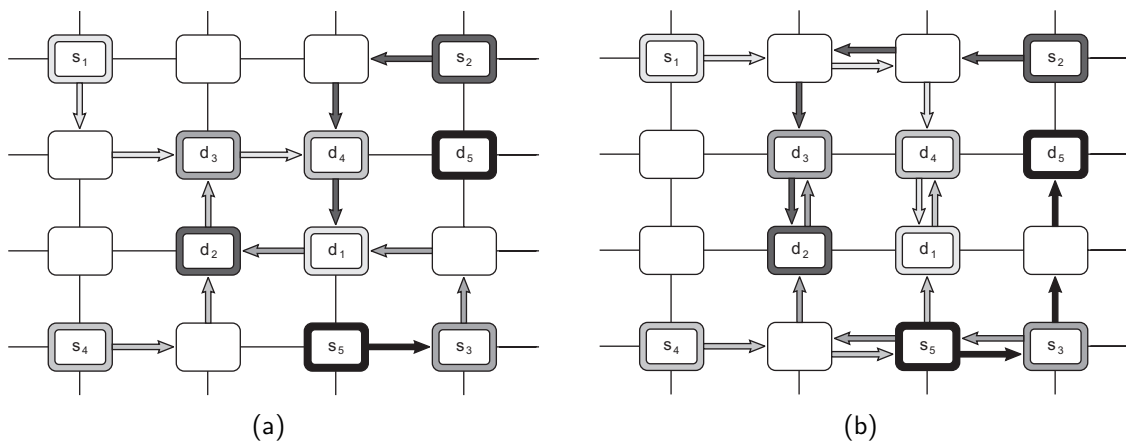 s1 s2 s1 s2
d3 d4 d5 d3 d4 d5
d2 d1 d2 d1
s4 s5 s3 s4 s5 s3
(a) (b)